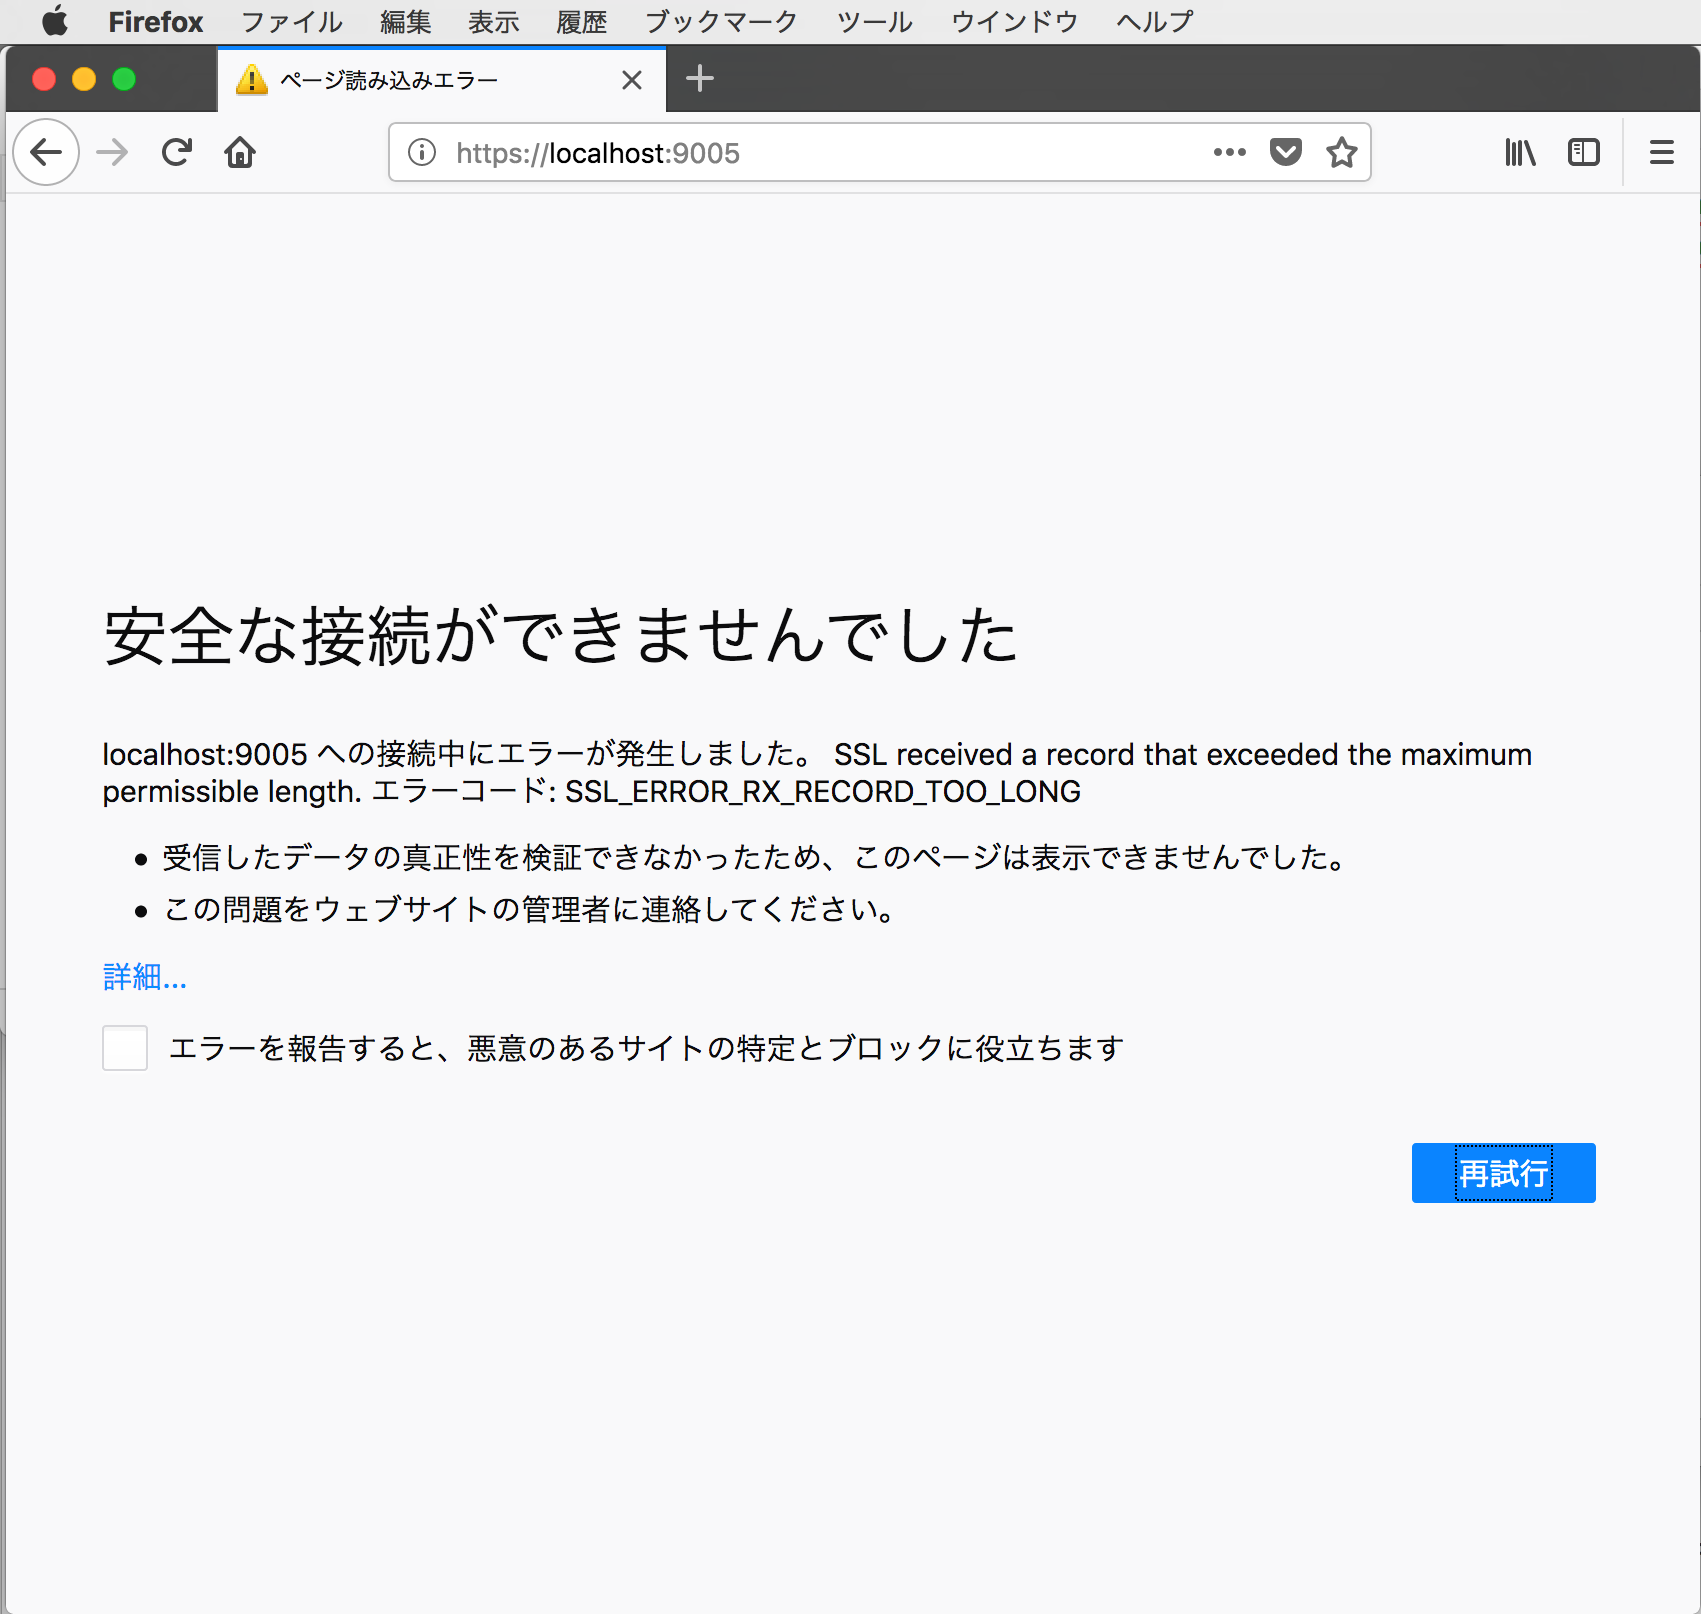 Firefox ファイル 編集 表示 履歴 ブックマーク ツール ウインドウ ヘルプ
ページ読み込みエラー
https://localhost:9005
安全な接続ができませんでした
localhost:9005 への接続中にエラーが発生しました。 SSL received a record that exceeded the maximum
permissible length. エラーコード: SSL_ERROR_RX_RECORD_TOO_LONG
• 受信したデータの真正性を検証できなかったため、このページは表示できませんでした。
• この問題をウェブサイトの管理者に連絡してください。
詳細...
エラーを報告すると、悪意のあるサイトの特定とブロックに役立ちます
再試行